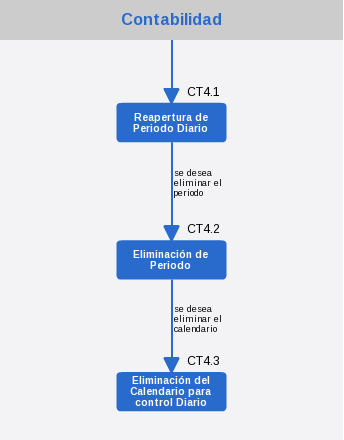 Contabilidad
CT4.1
Reapertura de
Periodo Diario
se desea
eliminar el
periodo
CT4.2
Eliminación de
Periodo
se desea
eliminar el
calendario
CT4.3
Eliminación del
Calendario para
control Diario